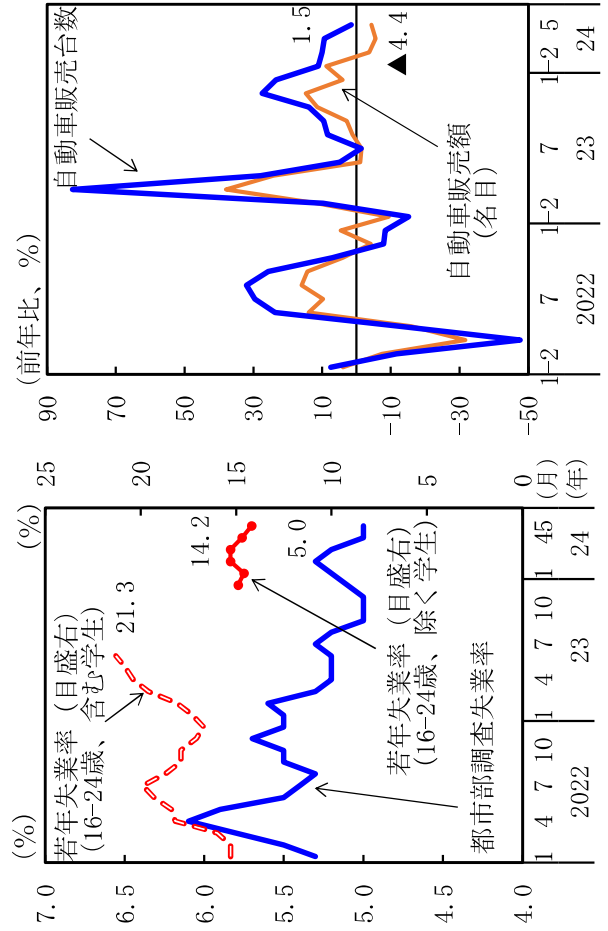 (%)
(%)
7.0
6.5
6.0
5.5
5.0
4.5
4.0
25
20
15
10
5
0
若年失業率 (目盛右)
(16-24歳、含む学生)
21.3
14.2
5.0
若年失業率 (目盛右)
(16-24歳、除く学生)
都市部調査失業率
1 4 7 10 1 4 7 10 1 45 (月)
2022 23 24 (年)
(前年比、%)
90
70
50
30
10
-10
-30
-50
自動車販売台数
1.5
▲4.4
自動車販売額
(名目)
1-2 7 1-2 7 1-2 5
2022 23 24